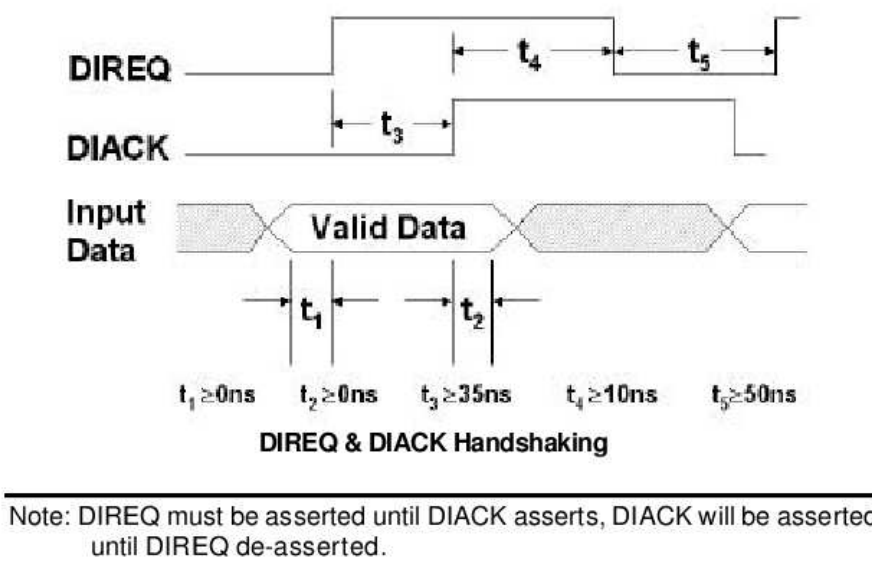 DIREQ
t4
t5
DIACK
t3
Input
Data
Valid Data
t1
t2
t1≥0ns t2≥0ns t3≥35ns t4≥10ns t5≥50ns
DIREQ & DIACK Handshaking
Note: DIREQ must be asserted until DIACK asserts, DIACK will be asserted
until DIREQ de-asserted.